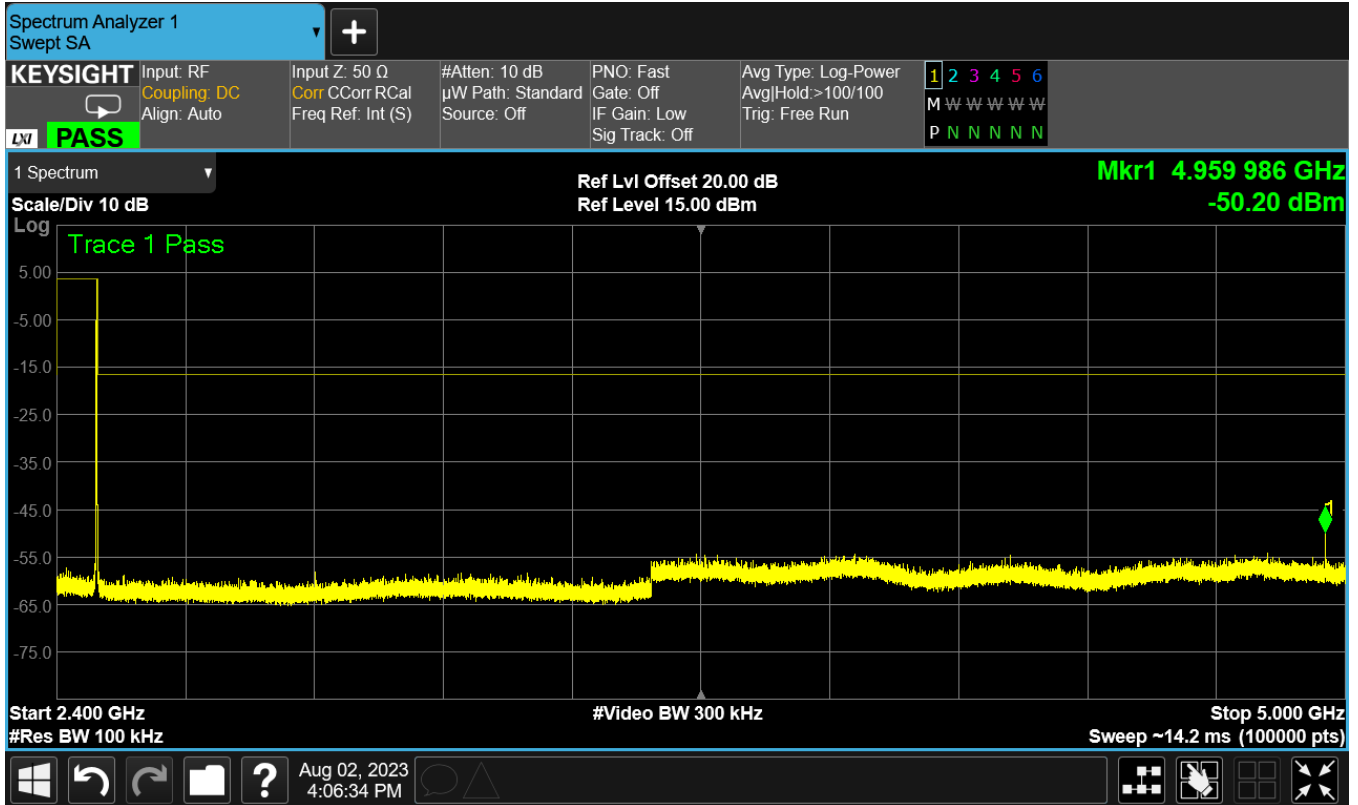 Spectrum Analyzer 1
Swept SA
KEYSIGHT
LXI PASS
Input: RF
Coupling: DC
Align: Auto
Input Z: 50 Ω
Corr CCorr RCal
Freq Ref: Int (S)
#Atten: 10 dB
µW Path: Standard
Source: Off
PNO: Fast
Gate: Off
IF Gain: Low
Sig Track: Off
Avg Type: Log-Power
Avg|Hold:>100/100
Trig: Free Run
1 2 3 4 5 6
M W W W W W
P N N N N N
1 Spectrum
Scale/Div 10 dB
Ref Lvl Offset 20.00 dB
Ref Level 15.00 dBm
Mkr1 4.959 986 GHz
-50.20 dBm
Log
Trace 1 Pass
5.00
-5.00
-15.0
-25.0
-35.0
-45.0
1
-55.0
-65.0
-75.0
Start 2.400 GHz
#Res BW 100 kHz
#Video BW 300 kHz
Stop 5.000 GHz
Sweep ~14.2 ms (100000 pts)
Aug 02, 2023
4:06:34 PM